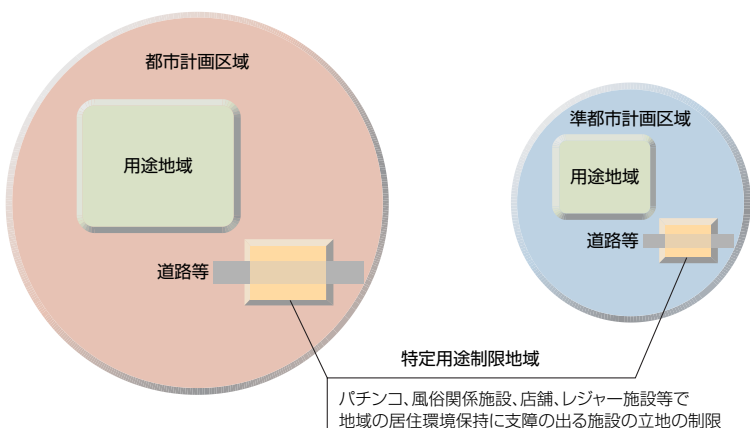 都市計画区域
用途地域
道路等
準都市計画区域
用途地域
道路等
特定用途制限地域
パチンコ、風俗関係施設、店舗、レジャー施設等で
地域の居住環境保持に支障の出る施設の立地の制限